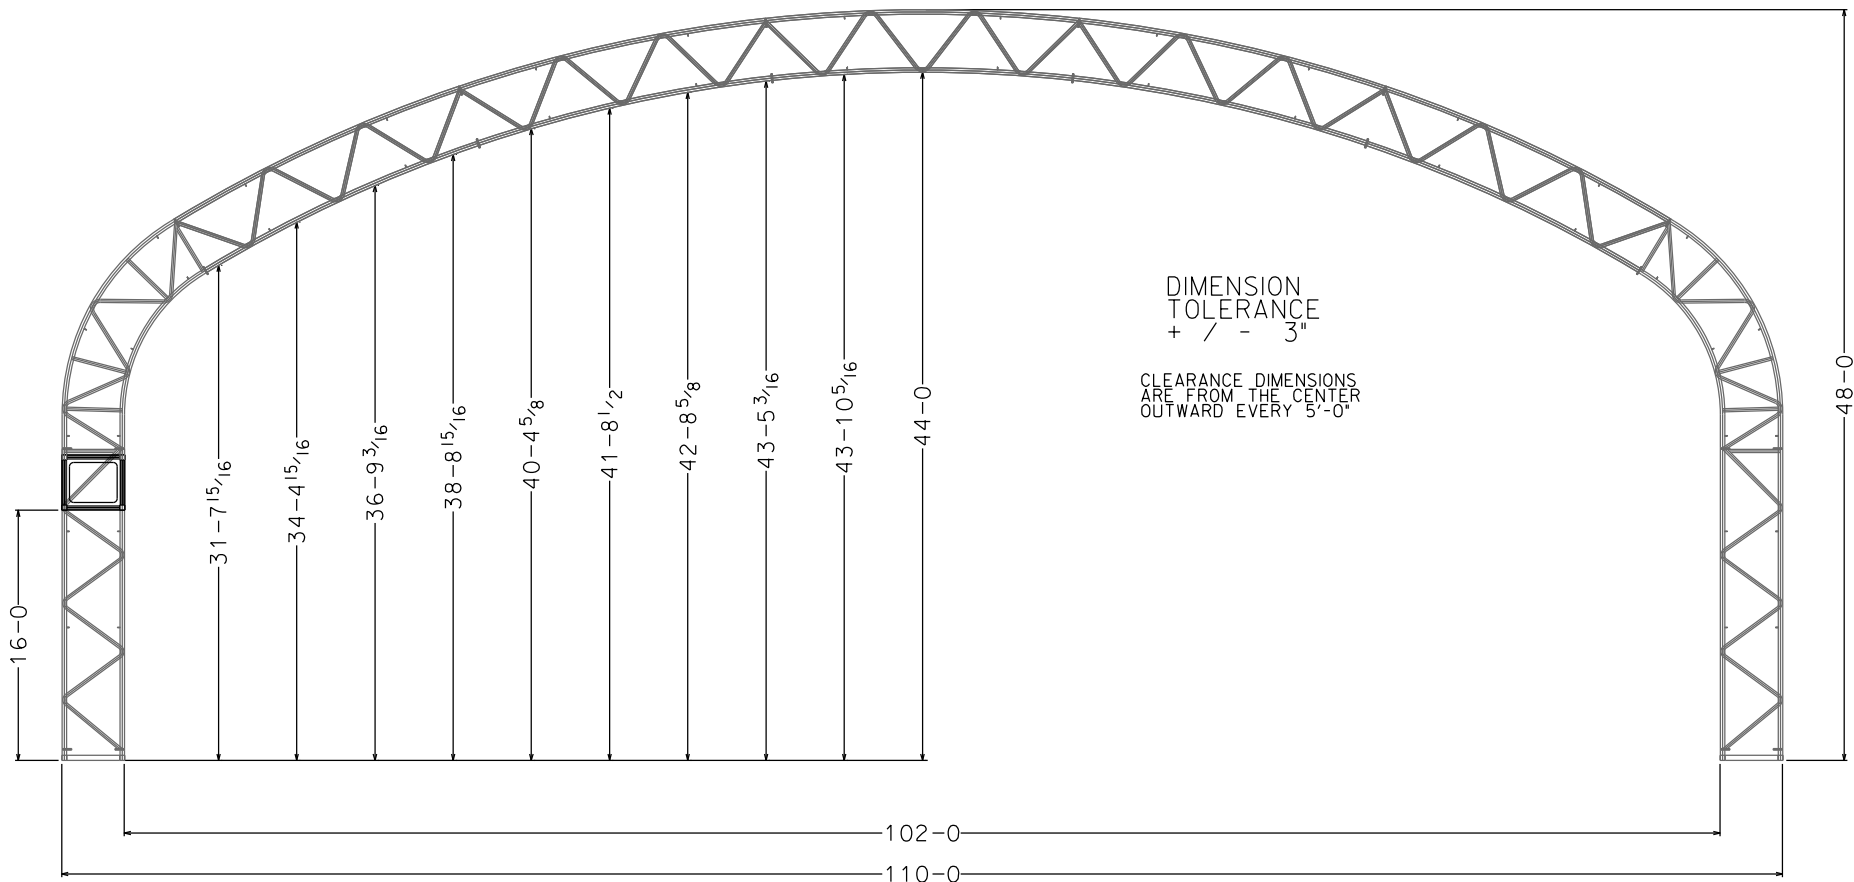 DIMENSION
TOLERANCE
+ / - 3"
CLEARANCE DIMENSIONS
ARE FROM THE CENTER
OUTWARD EVERY 5'-0"
16-0
31-7 15/16
34-4 15/16
36-9 3/16
38-8 15/16
40-4 5/8
41-8 1/2
42-8 5/8
43-5 3/16
43-10 5/16
44-0
48-0
102-0
110-0